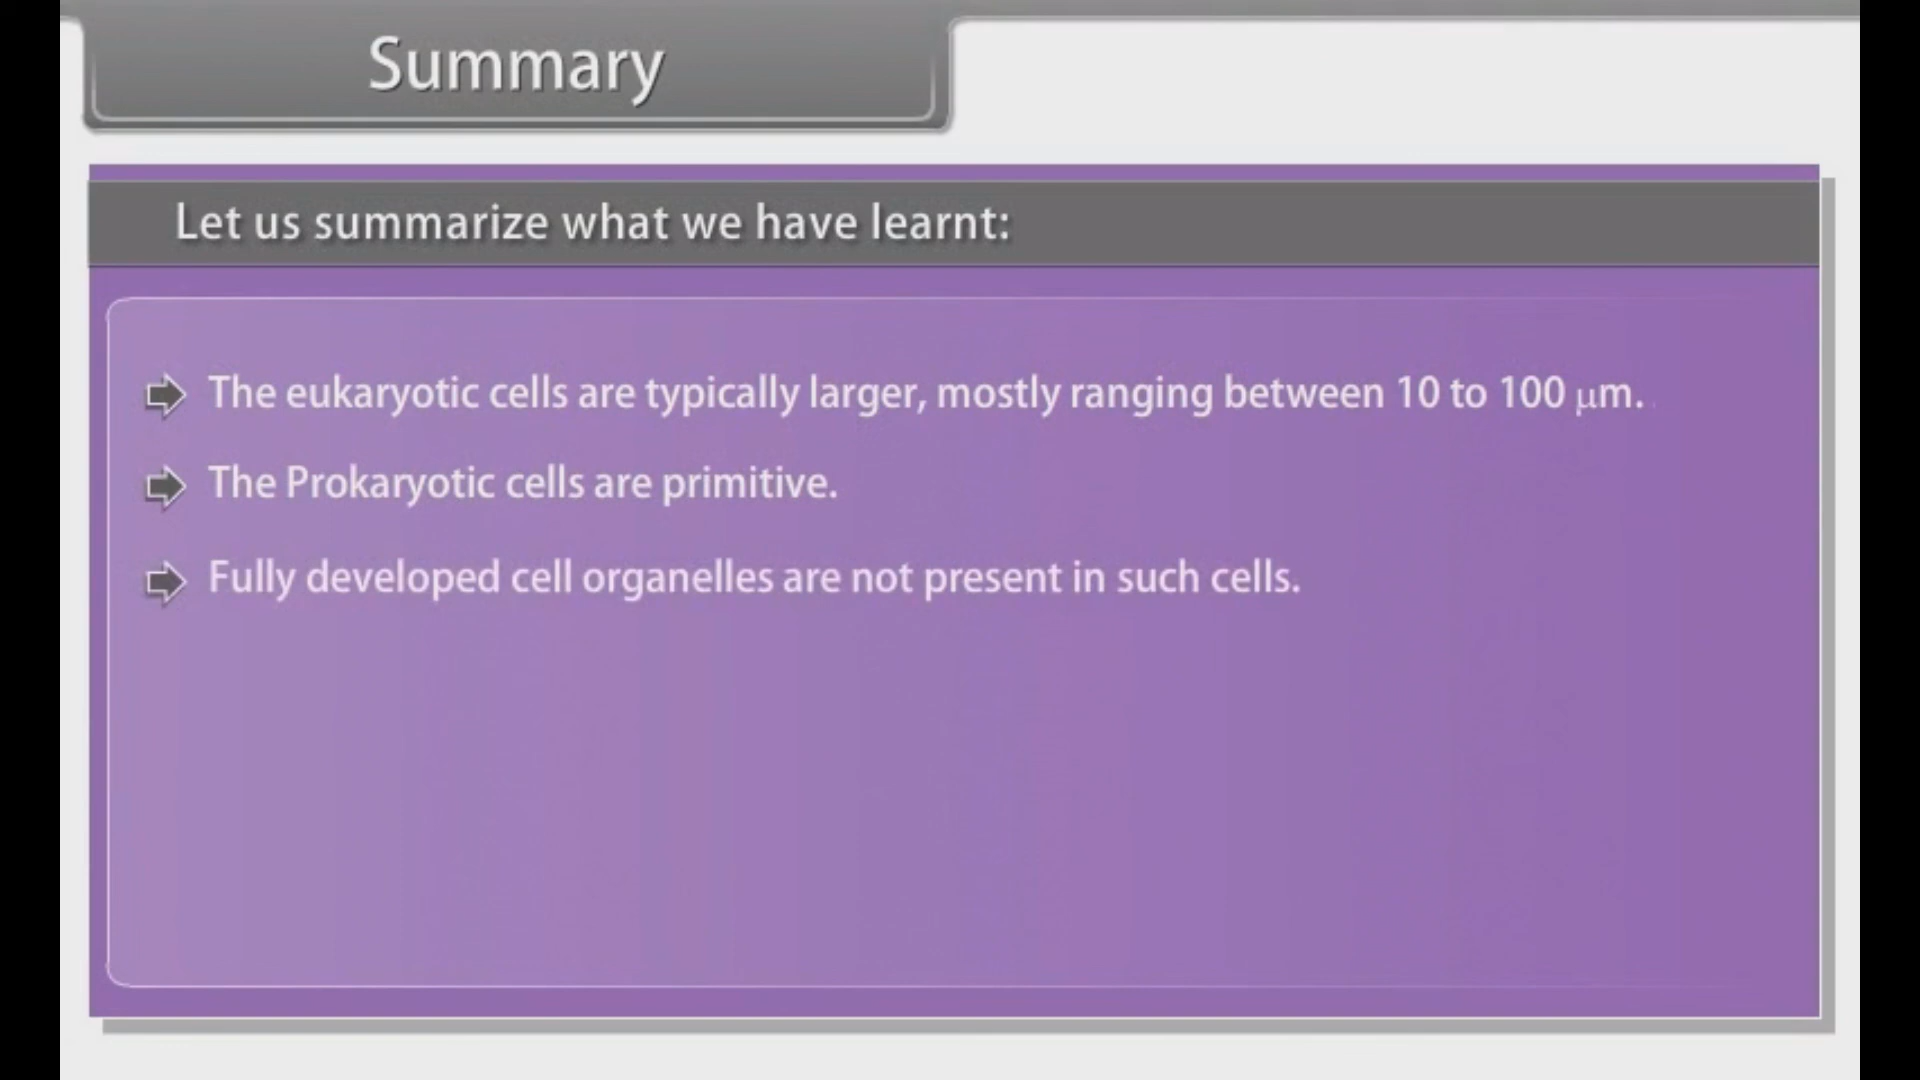 Summary
Let us summarize what we have learnt:
The eukaryotic cells are typically larger, mostly ranging between 10 to 100 μm.
The Prokaryotic cells are primitive.
Fully developed cell organelles are not present in such cells.